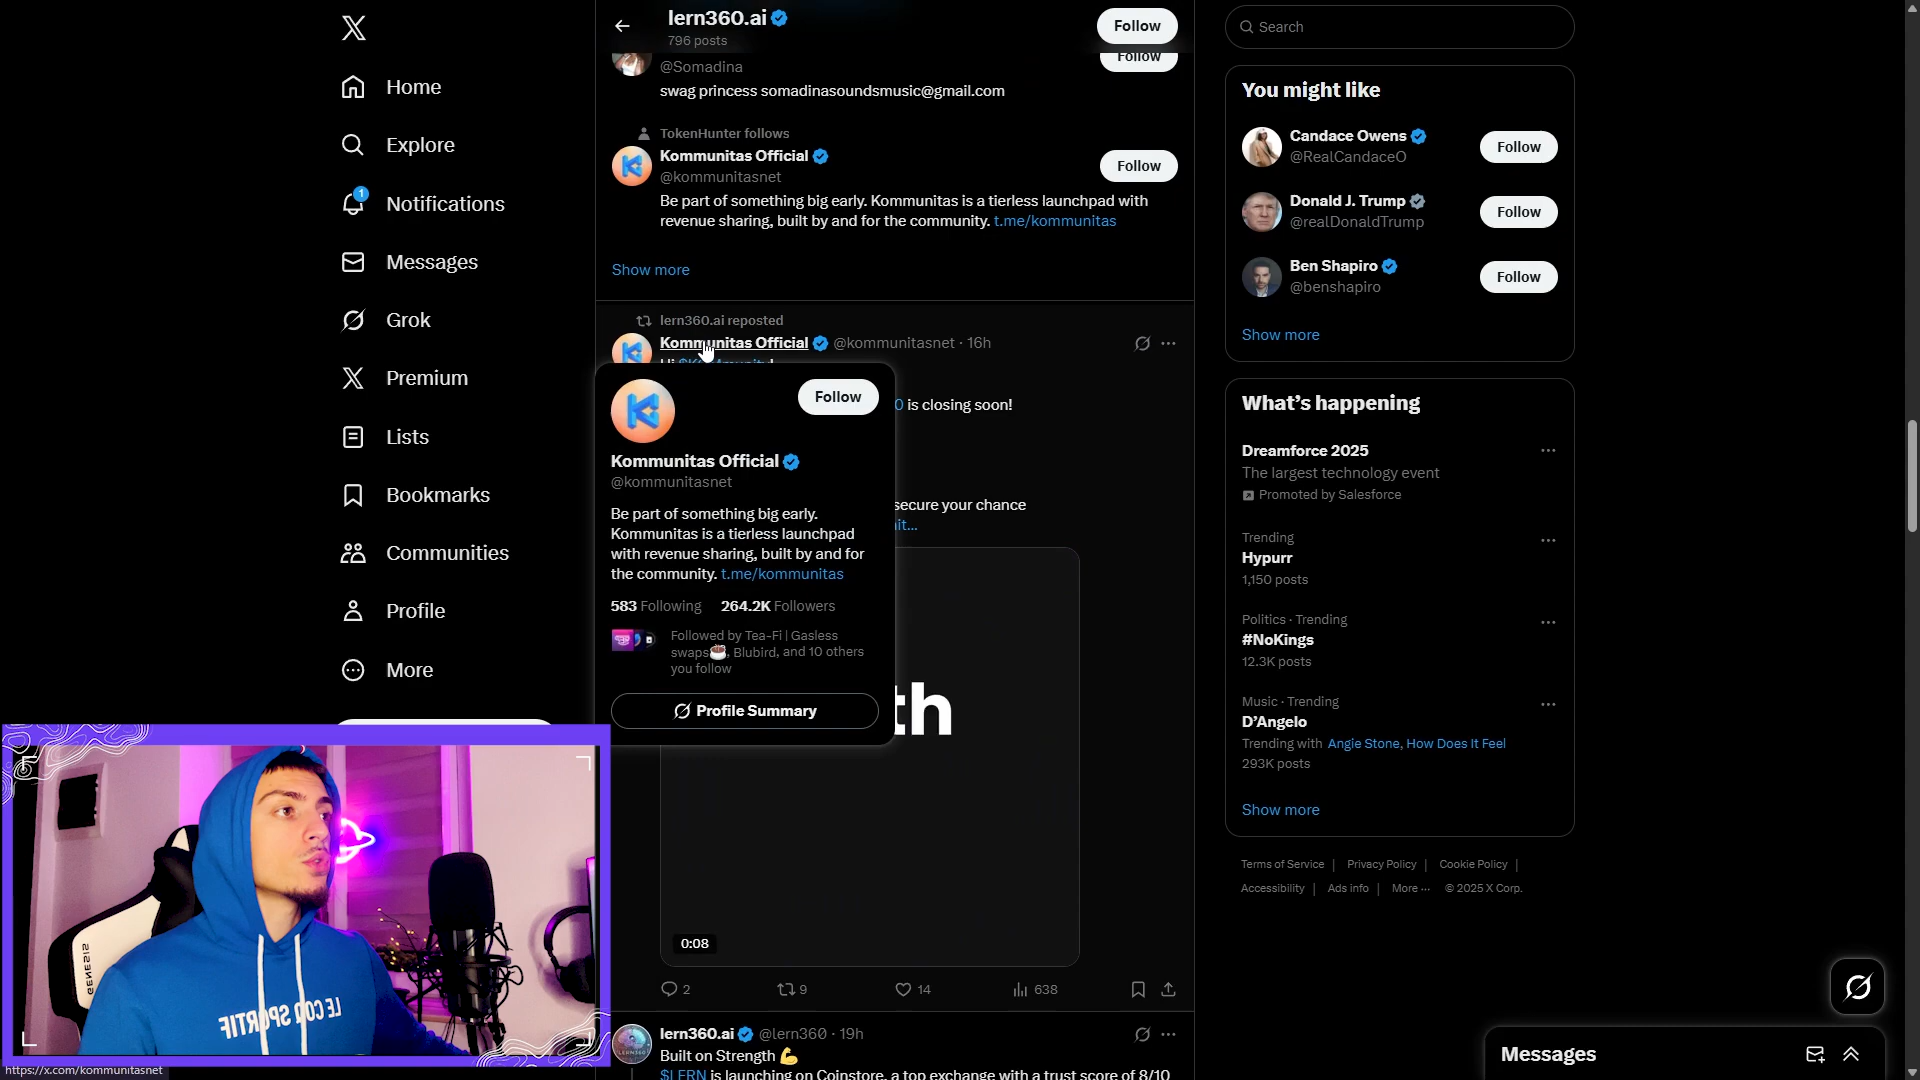 Home
Explore
1
Notifications
Messages
Grok
Premium
Lists
Bookmarks
Communities
Profile
More
lern360.ai
796 posts
Follow
@Somadina
Follow
swag princess somadinasoundsmusic@gmail.com
TokenHunter follows
Kommunitas Official
@kommunitasnet
Follow
Be part of something big early. Kommunitas is a tierless launchpad with
revenue sharing, built by and for the community. t.me/kommunitas
Show more
lern360.ai reposted
Kommunitas Official @kommunitasnet · 16h
0 is closing soon!
secure your chance
it...
Follow
Kommunitas Official
@kommunitasnet
Be part of something big early.
Kommunitas is a tierless launchpad
with revenue sharing, built by and for
the community. t.me/kommunitas
583 Following 264.2K Followers
Followed by Tea-Fi | Gasless
swaps☕, Blubird, and 10 others
you follow
Profile Summary
th
0:08
2 9 14 638
lern360.ai @lern360 · 19h
Built on Strength 💪
$LERN is launching on Coinstore, a top exchange with a trust score of 8/10
Search
You might like
Candace Owens
@RealCandaceO
Follow
Donald J. Trump
@realDonaldTrump
Follow
Ben Shapiro
@benshapiro
Follow
Show more
What's happening
Dreamforce 2025
The largest technology event
Promoted by Salesforce
Trending
Hypurr
1,150 posts
Politics · Trending
#NoKings
12.3K posts
Music · Trending
D'Angelo
Trending with Angie Stone, How Does It Feel
293K posts
Show more
Terms of Service | Privacy Policy | Cookie Policy |
Accessibility | Ads info | More ··· © 2025 X Corp.
Messages
GENESIS
LE COQ SPORTIF
https://x.com/kommunitasnet